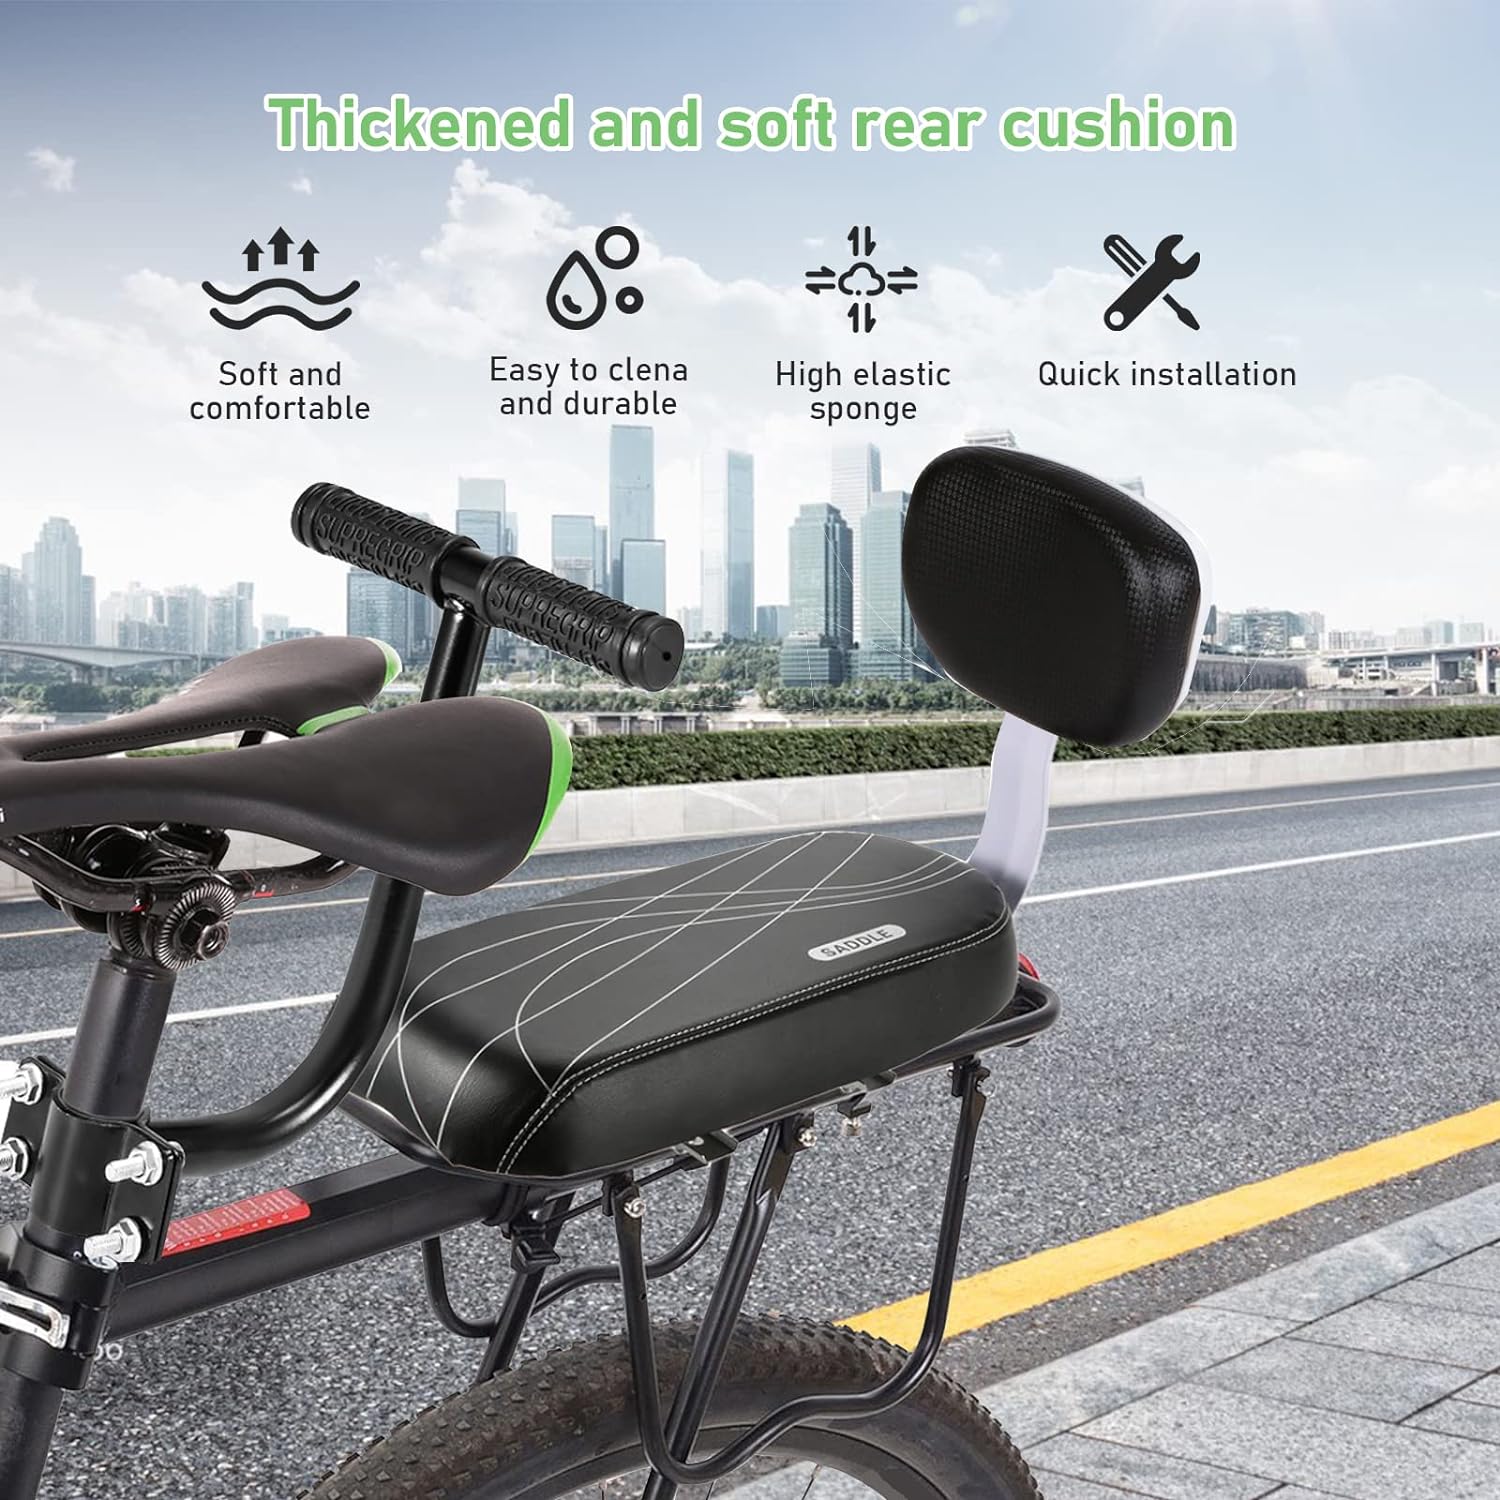 Thickened and soft rear cushion
Soft and
comfortable
Easy to clena
and durable
High elastic
sponge
Quick installation
SUPREGRIP
SUPREGRIP
SADDLE